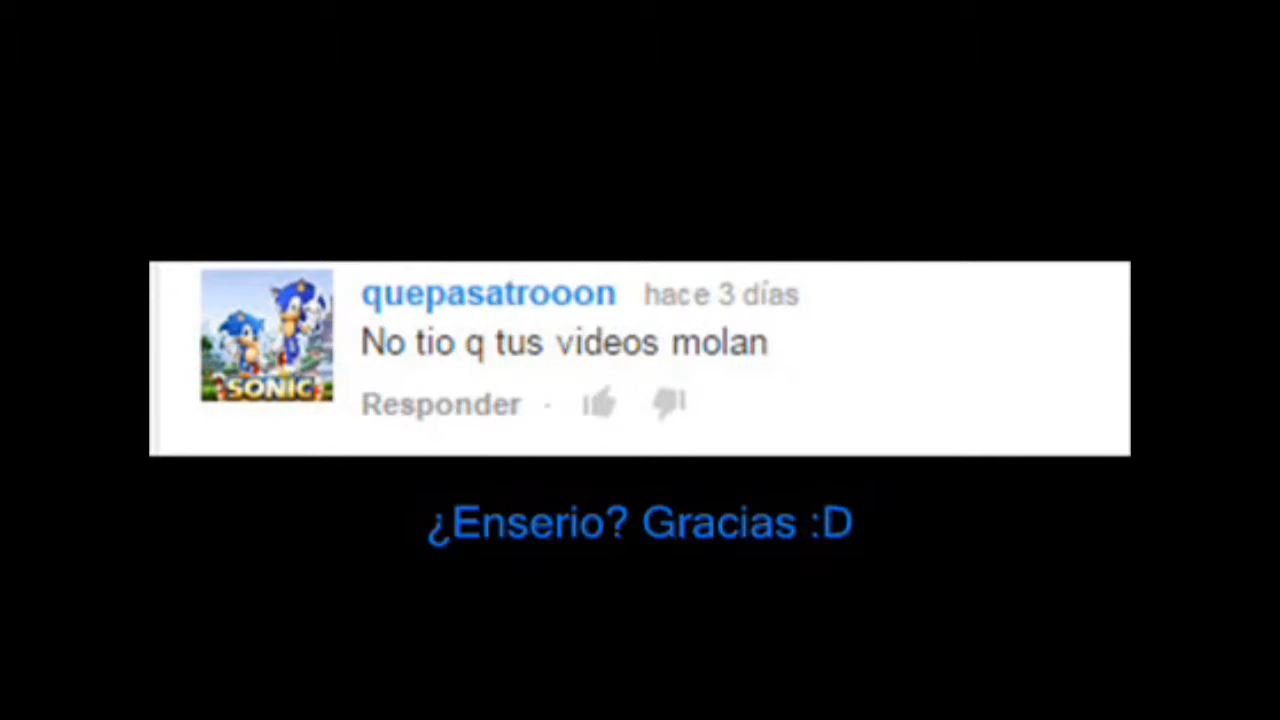 quepasatrooon hace 3 días
No tio q tus videos molan
SONIC
Responder ·
¿Enserio? Gracias :D